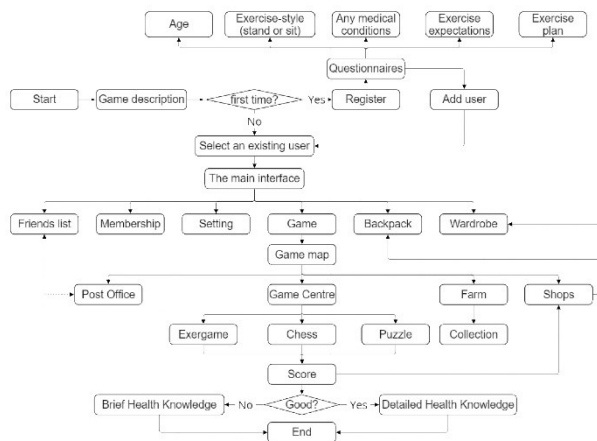 Age
Exercise-style
(stand or sit)
Any medical
conditions
Exercise
expectations
Exercise
plan
Questionnaires
Start
Game description
first time?
Yes
Register
Add user
No
Select an existing user
The main interface
Friends list
Membership
Setting
Game
Backpack
Wardrobe
Game map
Post Office
Game Centre
Farm
Shops
Exergame
Chess
Puzzle
Collection
Score
Brief Health Knowledge
No
Good?
Yes
Detailed Health Knowledge
End